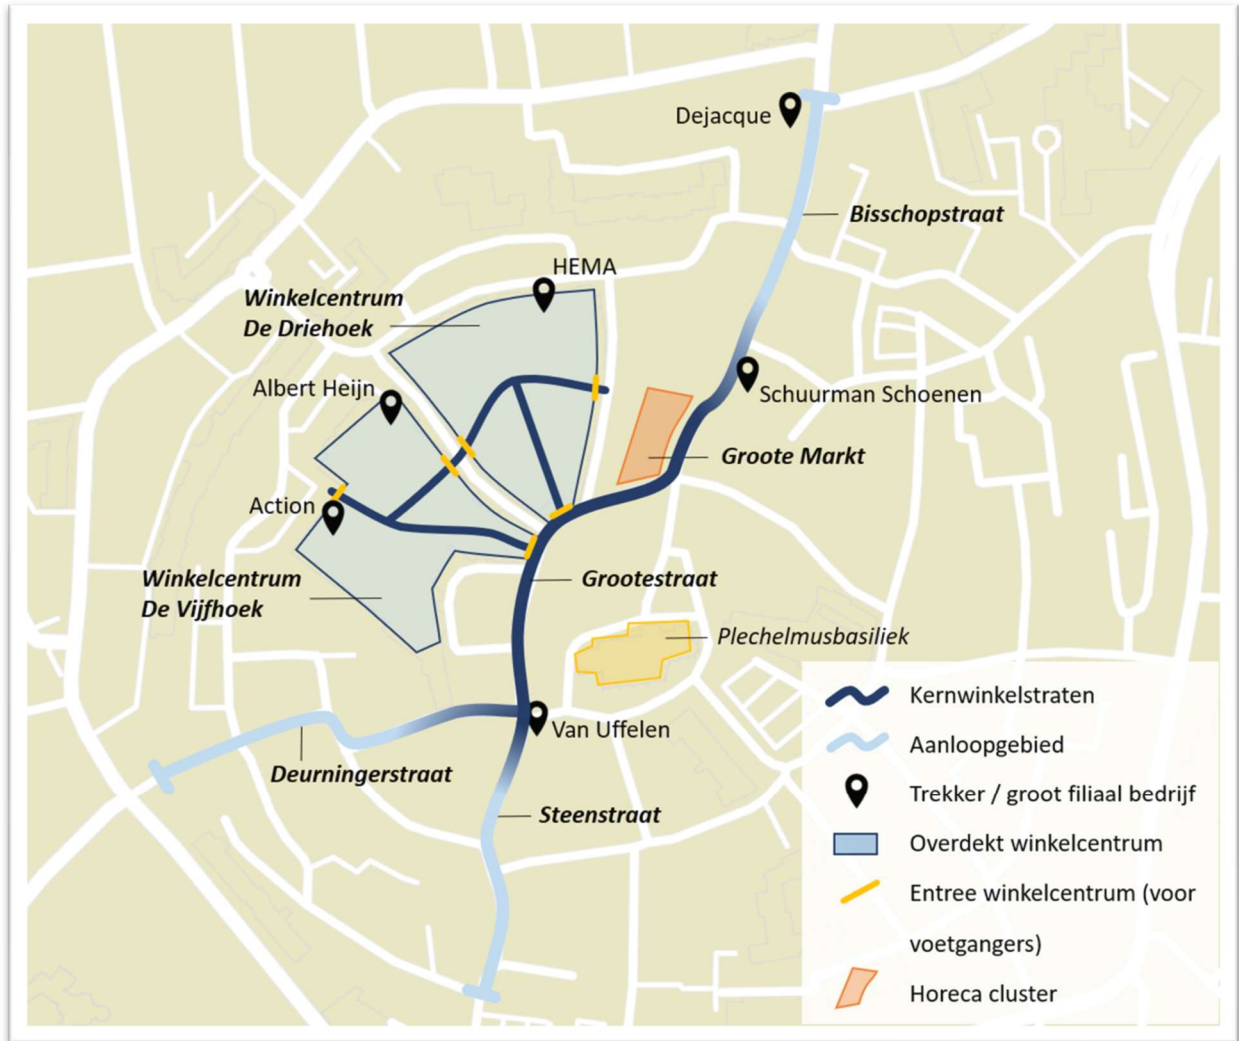 Dejacque
Bisschopstraat
HEMA
Winkelcentrum
De Driehoek
Albert Heijn
Schuurman Schoenen
Groote Markt
Action
Winkelcentrum
De Vijfhoek
Grootestraat
Plechelmusbasiliek
Van Uffelen
Deurningerstraat
Steenstraat
Kernwinkelstraten
Aanloopgebied
Trekker / groot filiaal bedrijf
Overdekt winkelcentrum
Entree winkelcentrum (voor
voetgangers)
Horeca cluster